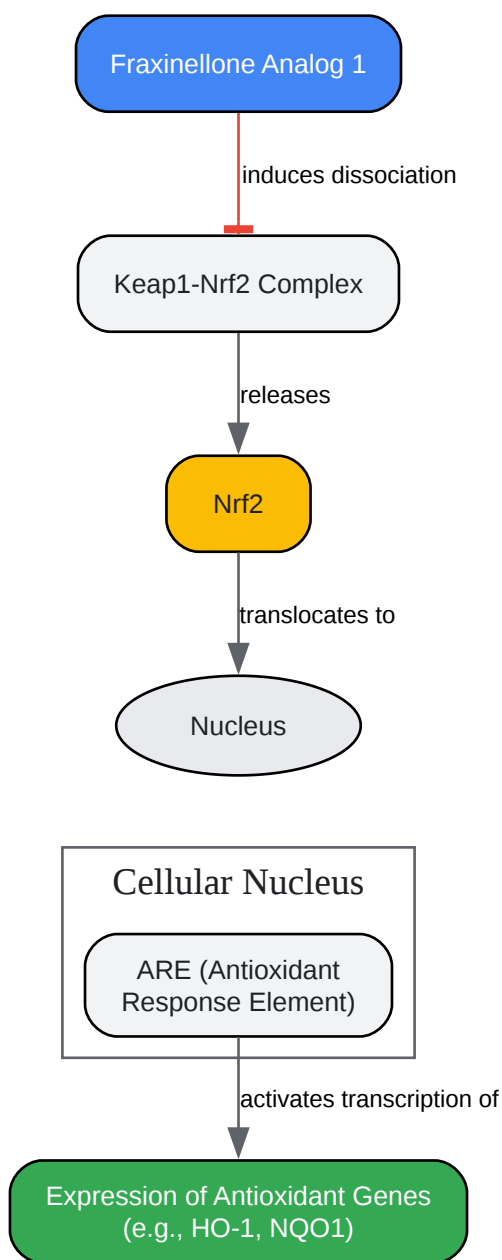 Fraxinellone Analog 1
induces dissociation
Keap1-Nrf2 Complex
releases
Nrf2
translocates to
Nucleus
Cellular Nucleus
ARE (Antioxidant
Response Element)
activates transcription of
Expression of Antioxidant Genes
(e.g., HO-1, NQO1)